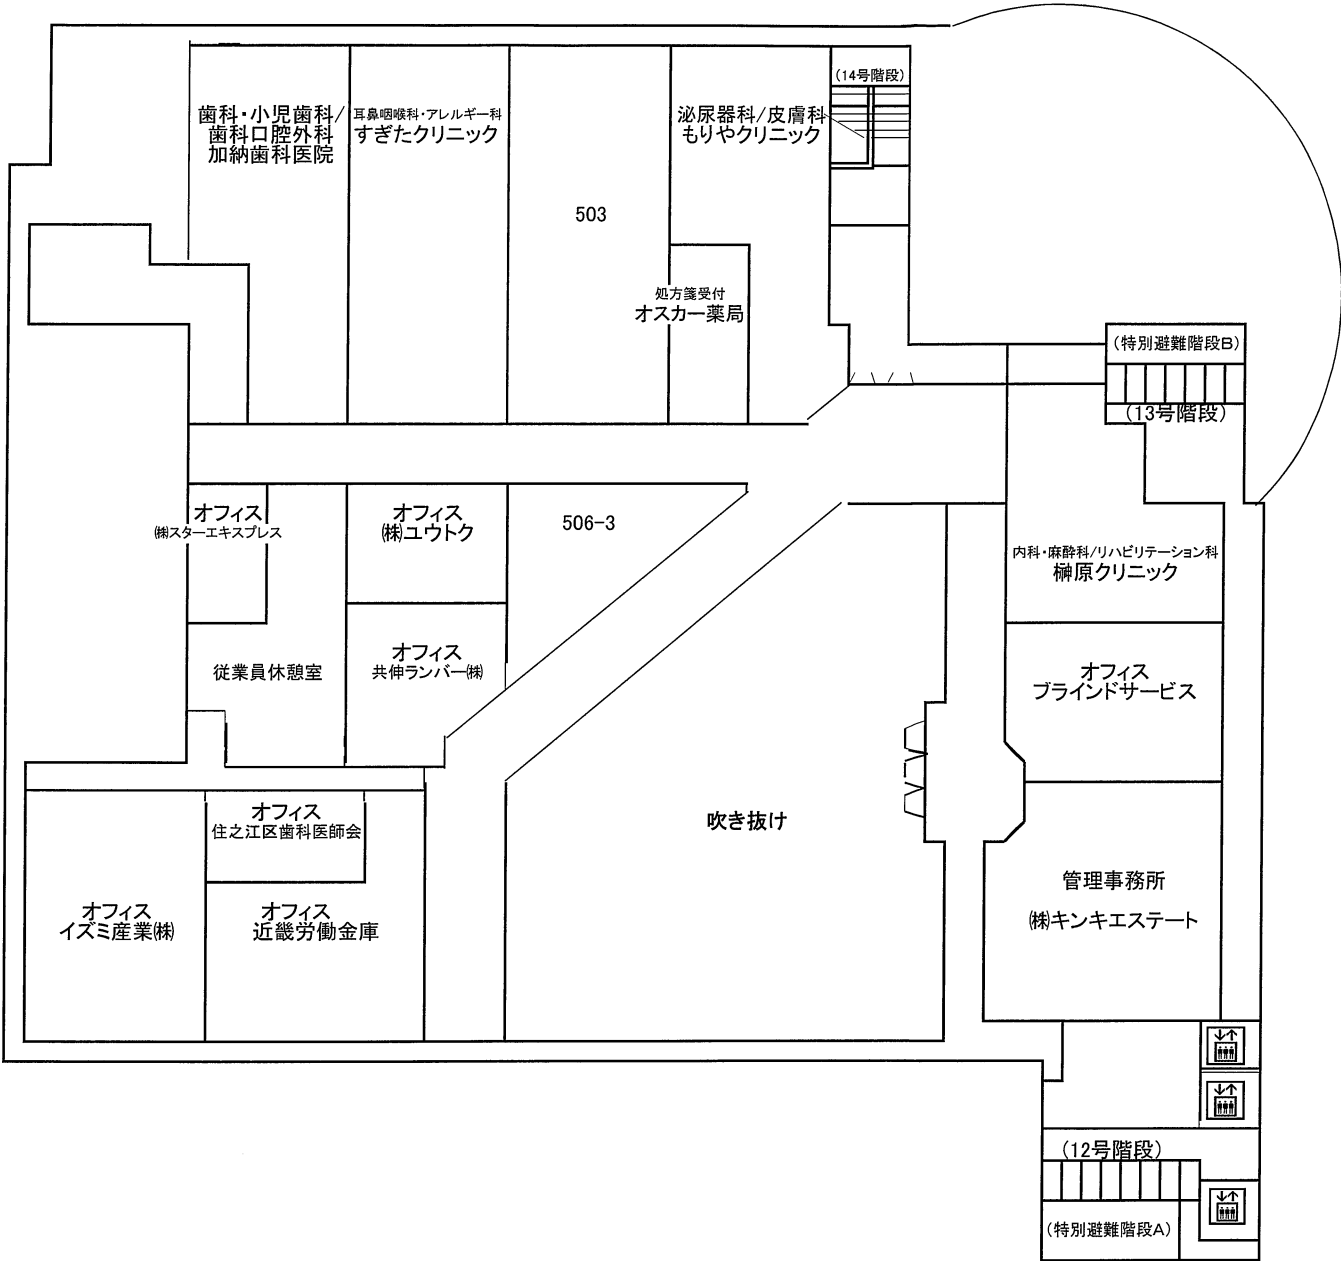 (14号階段)
歯科・小児歯科/
歯科口腔外科
加納歯科医院
耳鼻咽喉科・アレルギー科
すぎたクリニック
503
泌尿器科/皮膚科
もりやクリニック
処方箋受付
オスカー薬局
(特別避難階段B)
(13号階段)
オフィス
㈱スターエキスプレス
オフィス
㈱ユウトク
506-3
内科・麻酔科/リハビリテーション科
榊原クリニック
従業員休憩室
オフィス
共伸ランバー㈱
オフィス
ブラインドサービス
オフィス
住之江区歯科医師会
吹き抜け
オフィス
イズミ産業㈱
オフィス
近畿労働金庫
管理事務所
㈱キンキエステート
(12号階段)
(特別避難階段A)